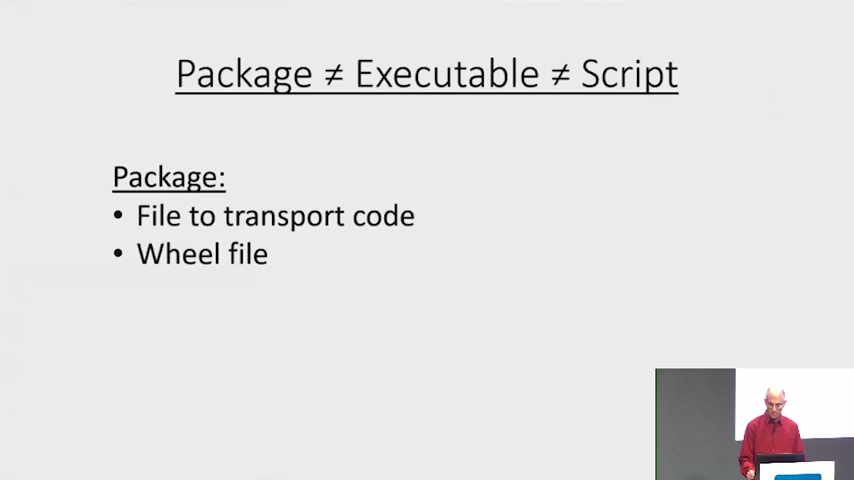 Package ≠ Executable ≠ Script
Package:
• File to transport code
• Wheel file